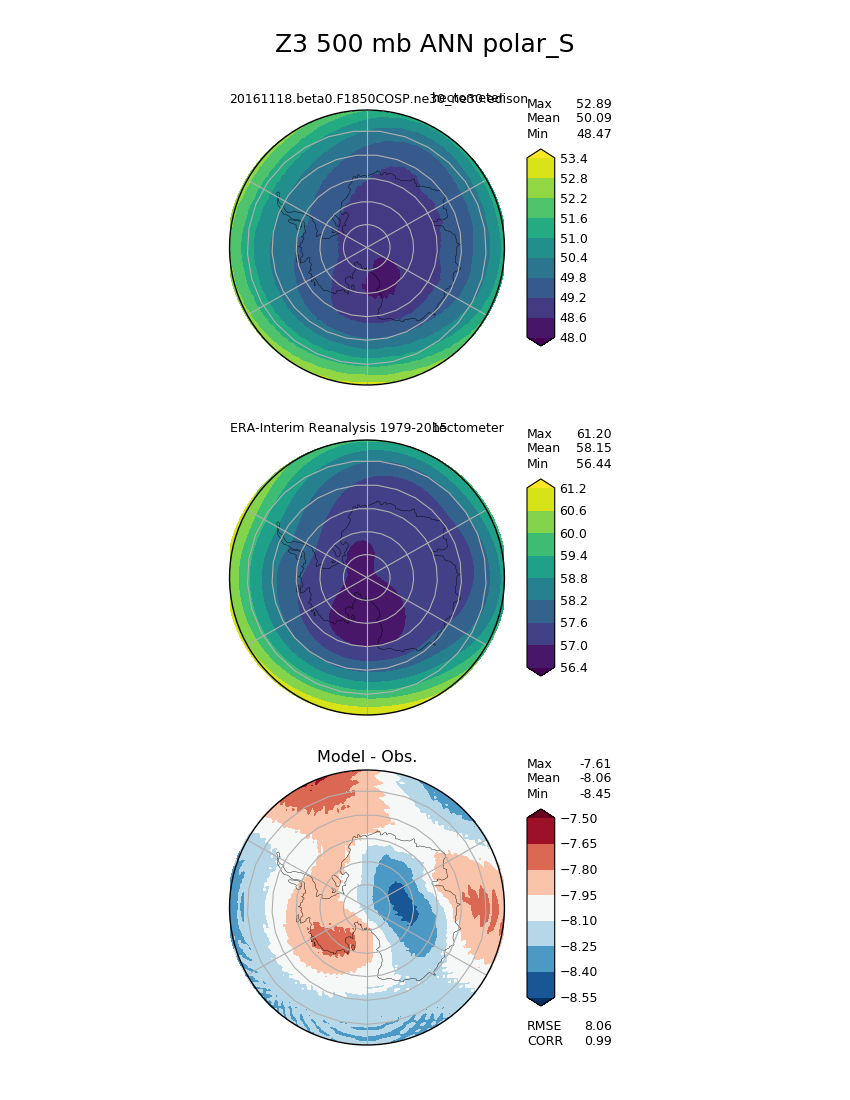 Z3 500 mb ANN polar_S
20161118.beta0.F1850COSP.ne30_ne30.edison hectometer
Max 52.89
Mean 50.09
Min 48.47
53.4
52.8
52.2
51.6
51.0
50.4
49.8
49.2
48.6
48.0
ERA-Interim Reanalysis 1979-2015 hectometer
Max 61.20
Mean 58.15
Min 56.44
61.2
60.6
60.0
59.4
58.8
58.2
57.6
57.0
56.4
Model - Obs.
Max -7.61
Mean -8.06
Min -8.45
−7.50
−7.65
−7.80
−7.95
−8.10
−8.25
−8.40
−8.55
RMSE 8.06
CORR 0.99